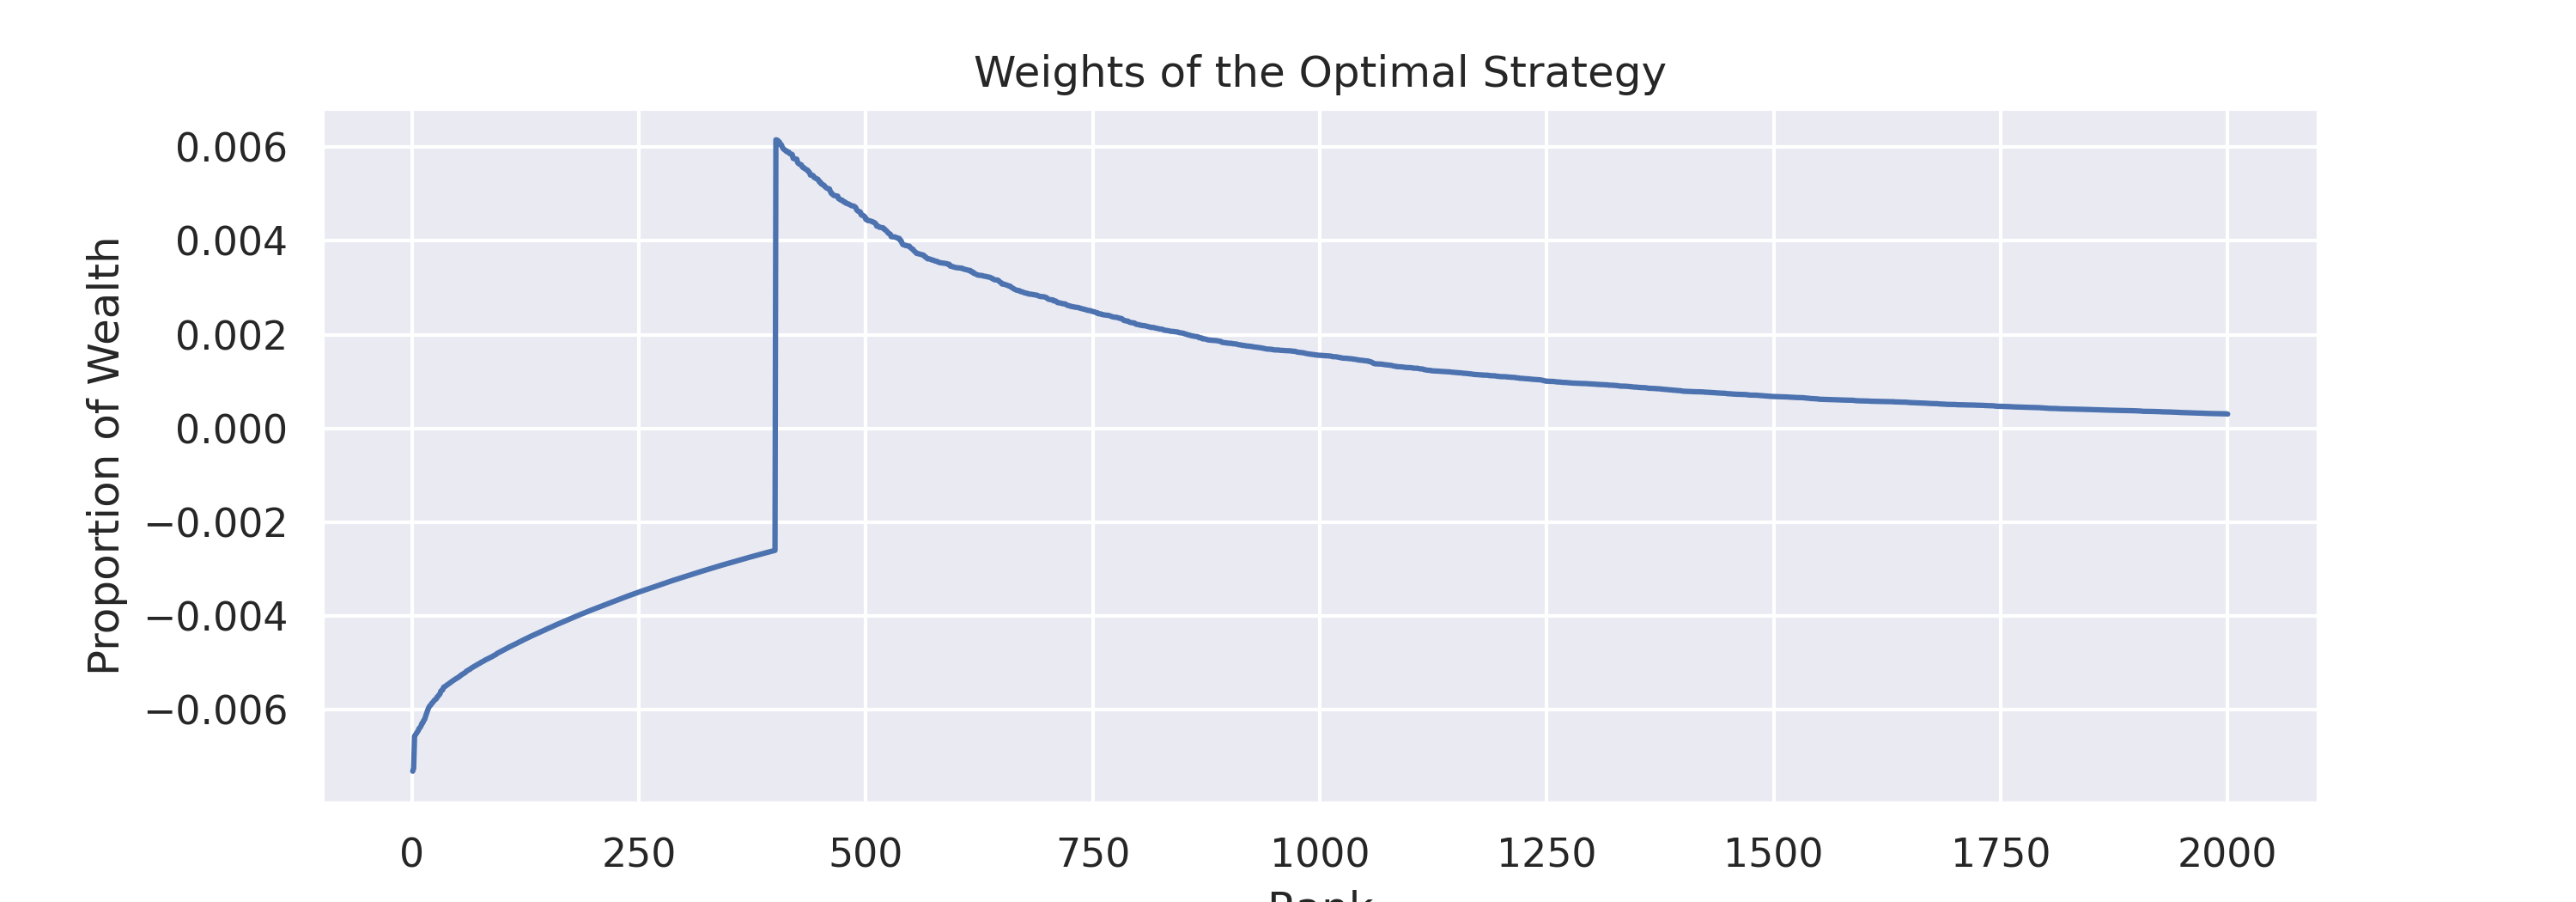 Weights of the Optimal Strategy
Proportion of Wealth
0.006
0.004
0.002
0.000
−0.002
−0.004
−0.006
0 250 500 750 1000 1250 1500 1750 2000
Rank